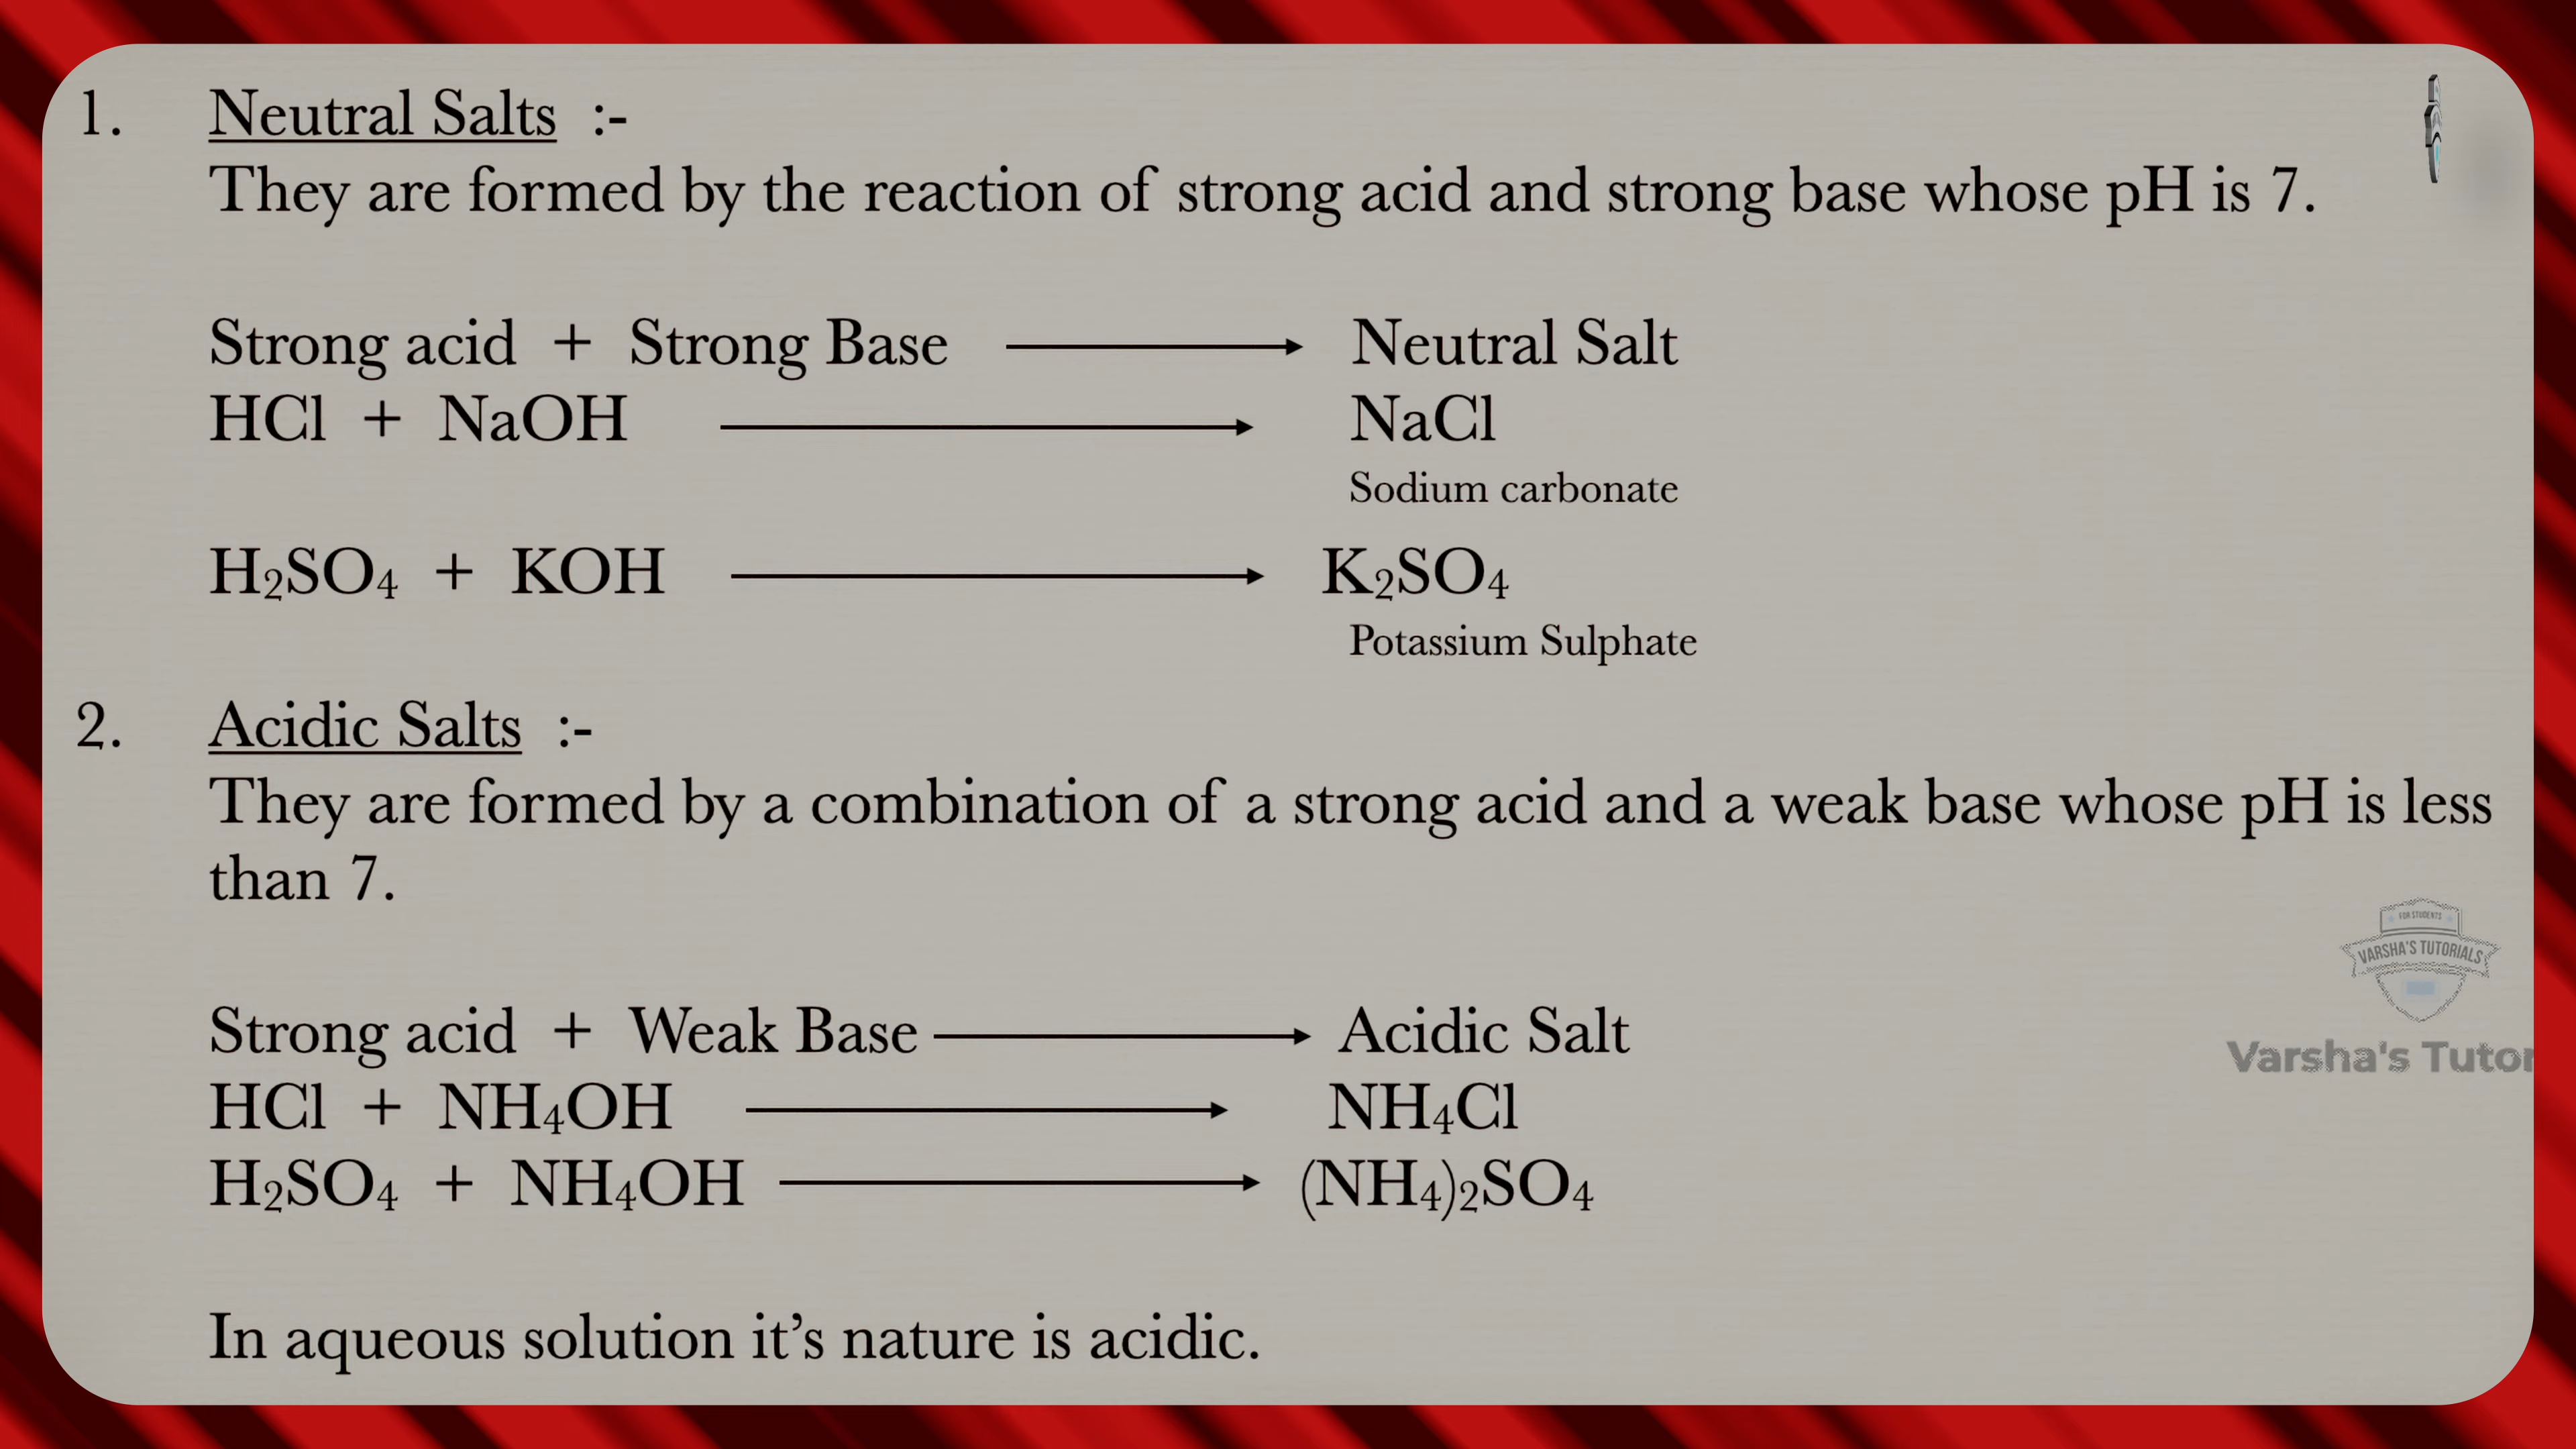 1. Neutral Salts :-
They are formed by the reaction of strong acid and strong base whose pH is 7.
Strong acid + Strong Base ⟶ Neutral Salt
HCl + NaOH ⟶ NaCl
Sodium carbonate
H₂SO₄ + KOH ⟶ K₂SO₄
Potassium Sulphate
2. Acidic Salts :-
They are formed by a combination of a strong acid and a weak base whose pH is less
than 7.
Strong acid + Weak Base ⟶ Acidic Salt
HCl + NH₄OH ⟶ NH₄Cl
H₂SO₄ + NH₄OH ⟶ (NH₄)₂SO₄
In aqueous solution it’s nature is acidic.
FOR STUDENTS
VARSHA'S TUTORIALS
Varsha's Tutor